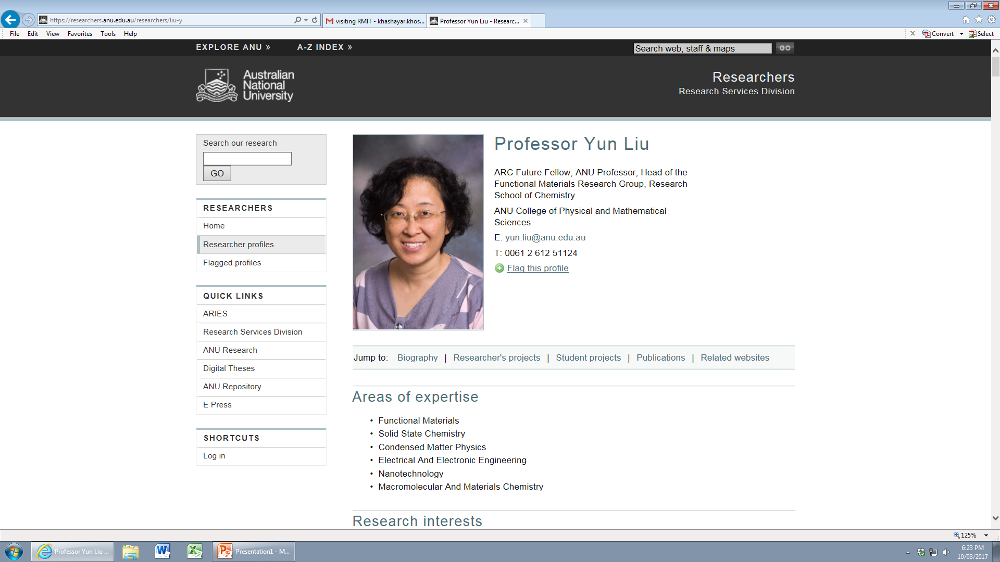 https://researchers.anu.edu.au/researchers/liu-y
visiting RMIT - khashayar.khos...
Professor Yun Liu - Researc...
File Edit View Favorites Tools Help
Convert Select
EXPLORE ANU » A-Z INDEX »
Search web, staff & maps GO
Australian
National
University
Researchers
Research Services Division
Search our research
GO
RESEARCHERS
Home
Researcher profiles
Flagged profiles
QUICK LINKS
ARIES
Research Services Division
ANU Research
Digital Theses
ANU Repository
E Press
SHORTCUTS
Log in
Professor Yun Liu
ARC Future Fellow, ANU Professor, Head of the
Functional Materials Research Group, Research
School of Chemistry
ANU College of Physical and Mathematical
Sciences
E: yun.liu@anu.edu.au
T: 0061 2 612 51124
Flag this profile
Jump to: Biography | Researcher's projects | Student projects | Publications | Related websites
Areas of expertise
• Functional Materials
• Solid State Chemistry
• Condensed Matter Physics
• Electrical And Electronic Engineering
• Nanotechnology
• Macromolecular And Materials Chemistry
Research interests
125%
Professor Yun Liu ...
Presentation1 - M...
6:23 PM
10/03/2017